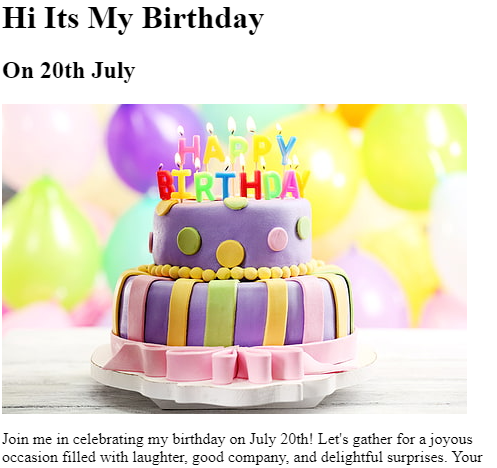 Hi Its My Birthday
On 20th July
HAPPY
BIRTHDAY
Join me in celebrating my birthday on July 20th! Let's gather for a joyous
occasion filled with laughter, good company, and delightful surprises. Your